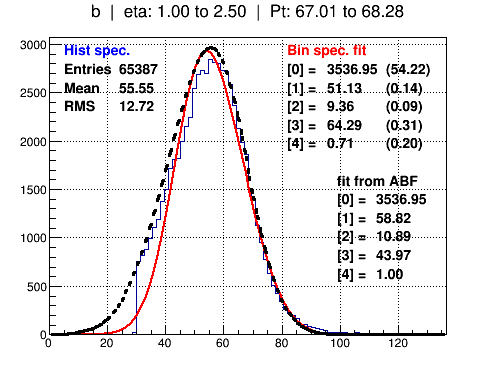 b | eta: 1.00 to 2.50 | Pt: 67.01 to 68.28
Hist spec.
Entries 65387
Mean 55.55
RMS 12.72
Bin spec. fit
[0] = 3536.95 (54.22)
[1] = 51.13 (0.14)
[2] = 9.36 (0.09)
[3] = 64.29 (0.31)
[4] = 0.71 (0.20)
fit from ABF
[0] = 3536.95
[1] = 58.82
[2] = 10.89
[3] = 43.97
[4] = 1.00
3000
2500
2000
1500
1000
500
0
0 20 40 60 80 100 120